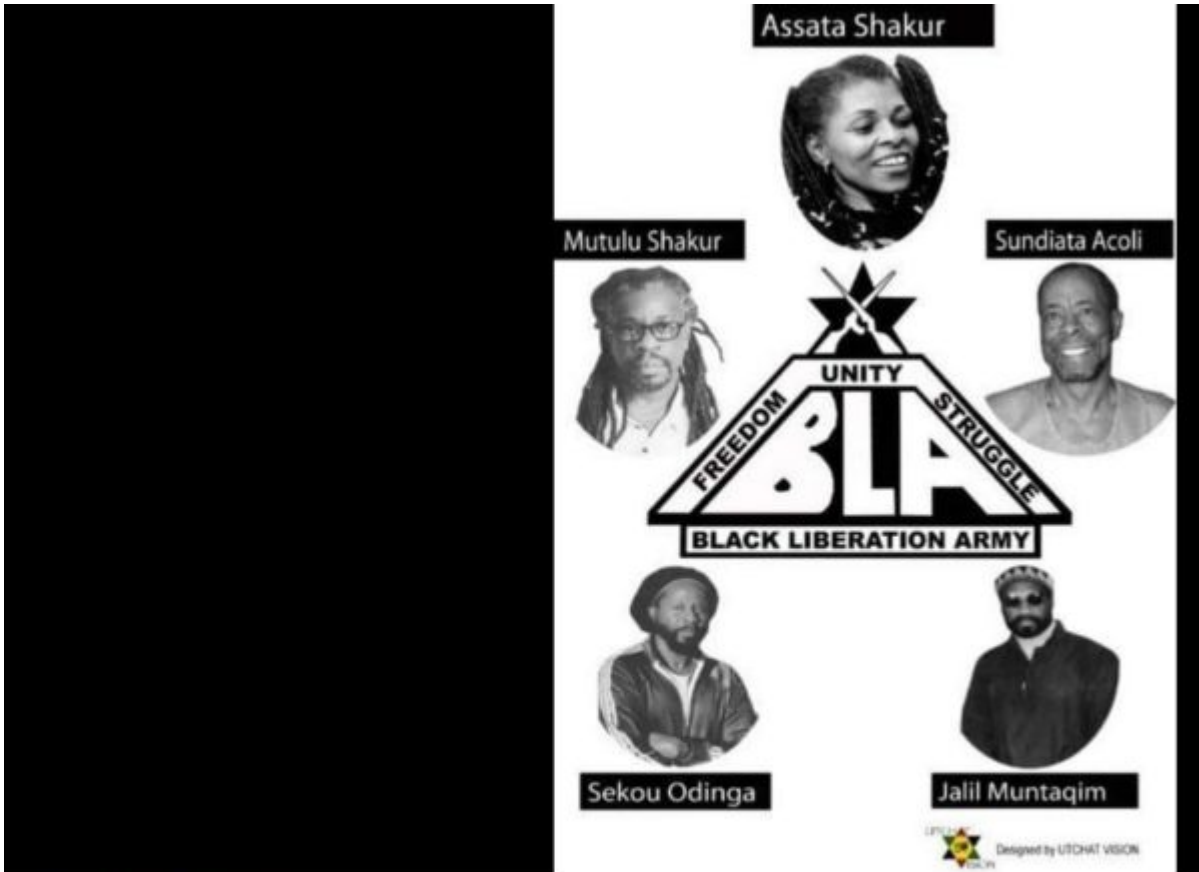 Assata Shakur
Mutulu Shakur
Sundiata Acoli
UNITY
FREEDOM
STRUGGLE
BLA
BLACK LIBERATION ARMY
Sekou Odinga
Jalil Muntaqim
Designed by UTCHAT VISION